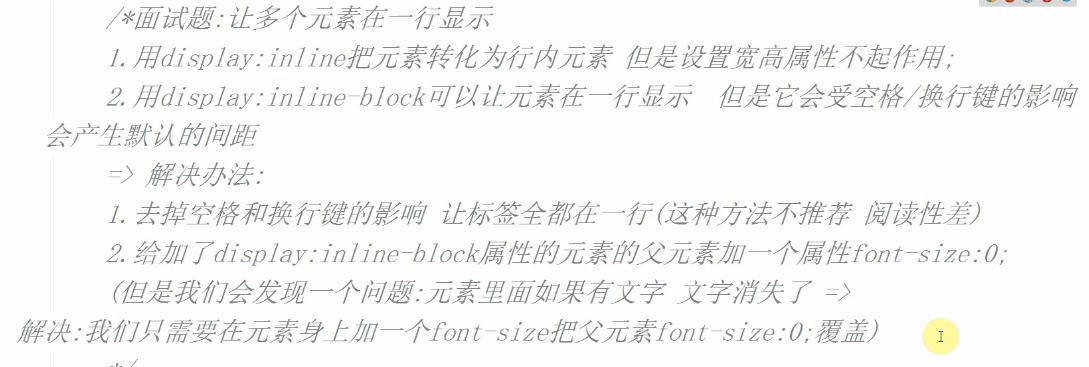 /*面试题:让多个元素在一行显示
1.用display:inline把元素转化为行内元素 但是设置宽高属性不起作用;
2.用display:inline-block可以让元素在一行显示  但是它会受空格/换行键的影响
会产生默认的间距
=> 解决办法:
1.去掉空格和换行键的影响 让标签全都在一行(这种方法不推荐 阅读性差)
2.给加了display:inline-block属性的元素的父元素加一个属性font-size:0;
(但是我们会发现一个问题:元素里面如果有文字 文字消失了 =>
解决:我们只需要在元素身上加一个font-size把父元素font-size:0;覆盖)
*/